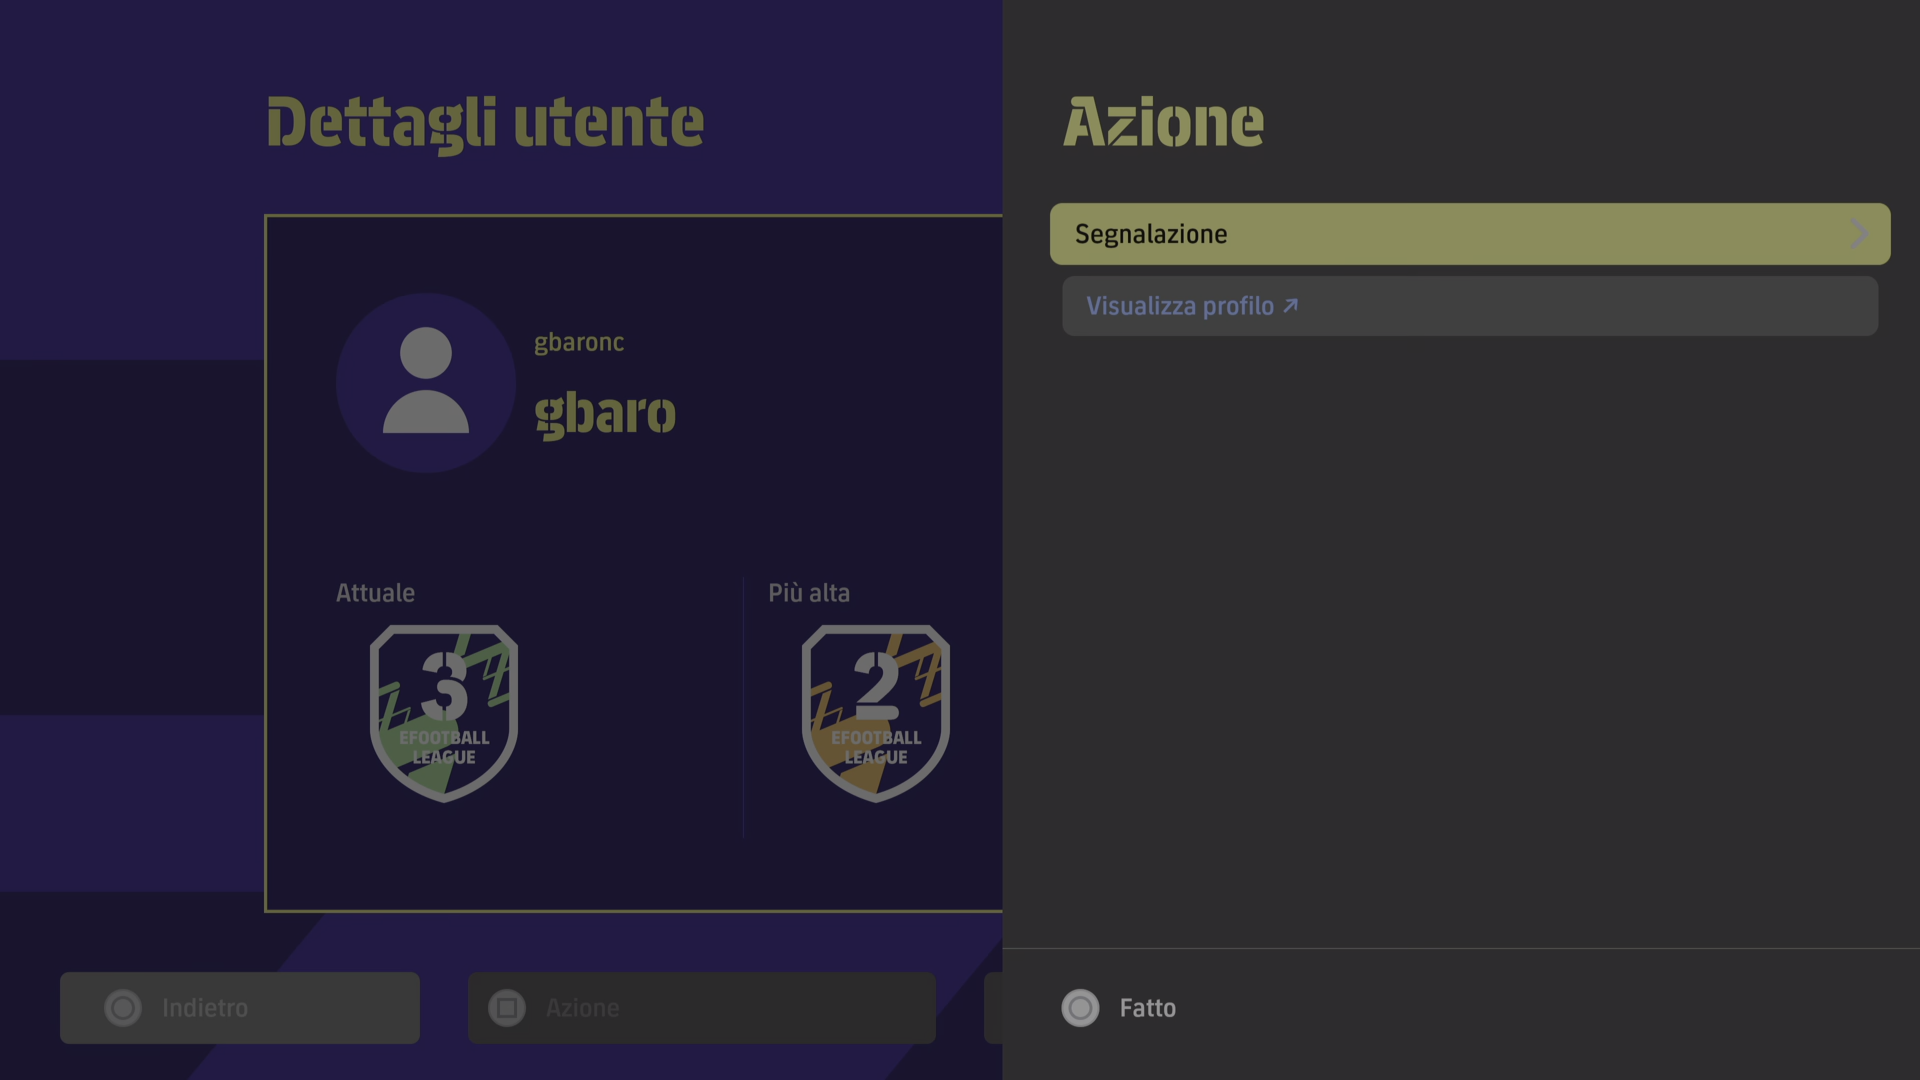 Dettagli utente
gbaronc
gbaro
Attuale
3
EFOOTBALL
LEAGUE
Più alta
2
EFOOTBALL
LEAGUE
Indietro
Azione
Azione
Segnalazione
Visualizza profilo ↗
Fatto